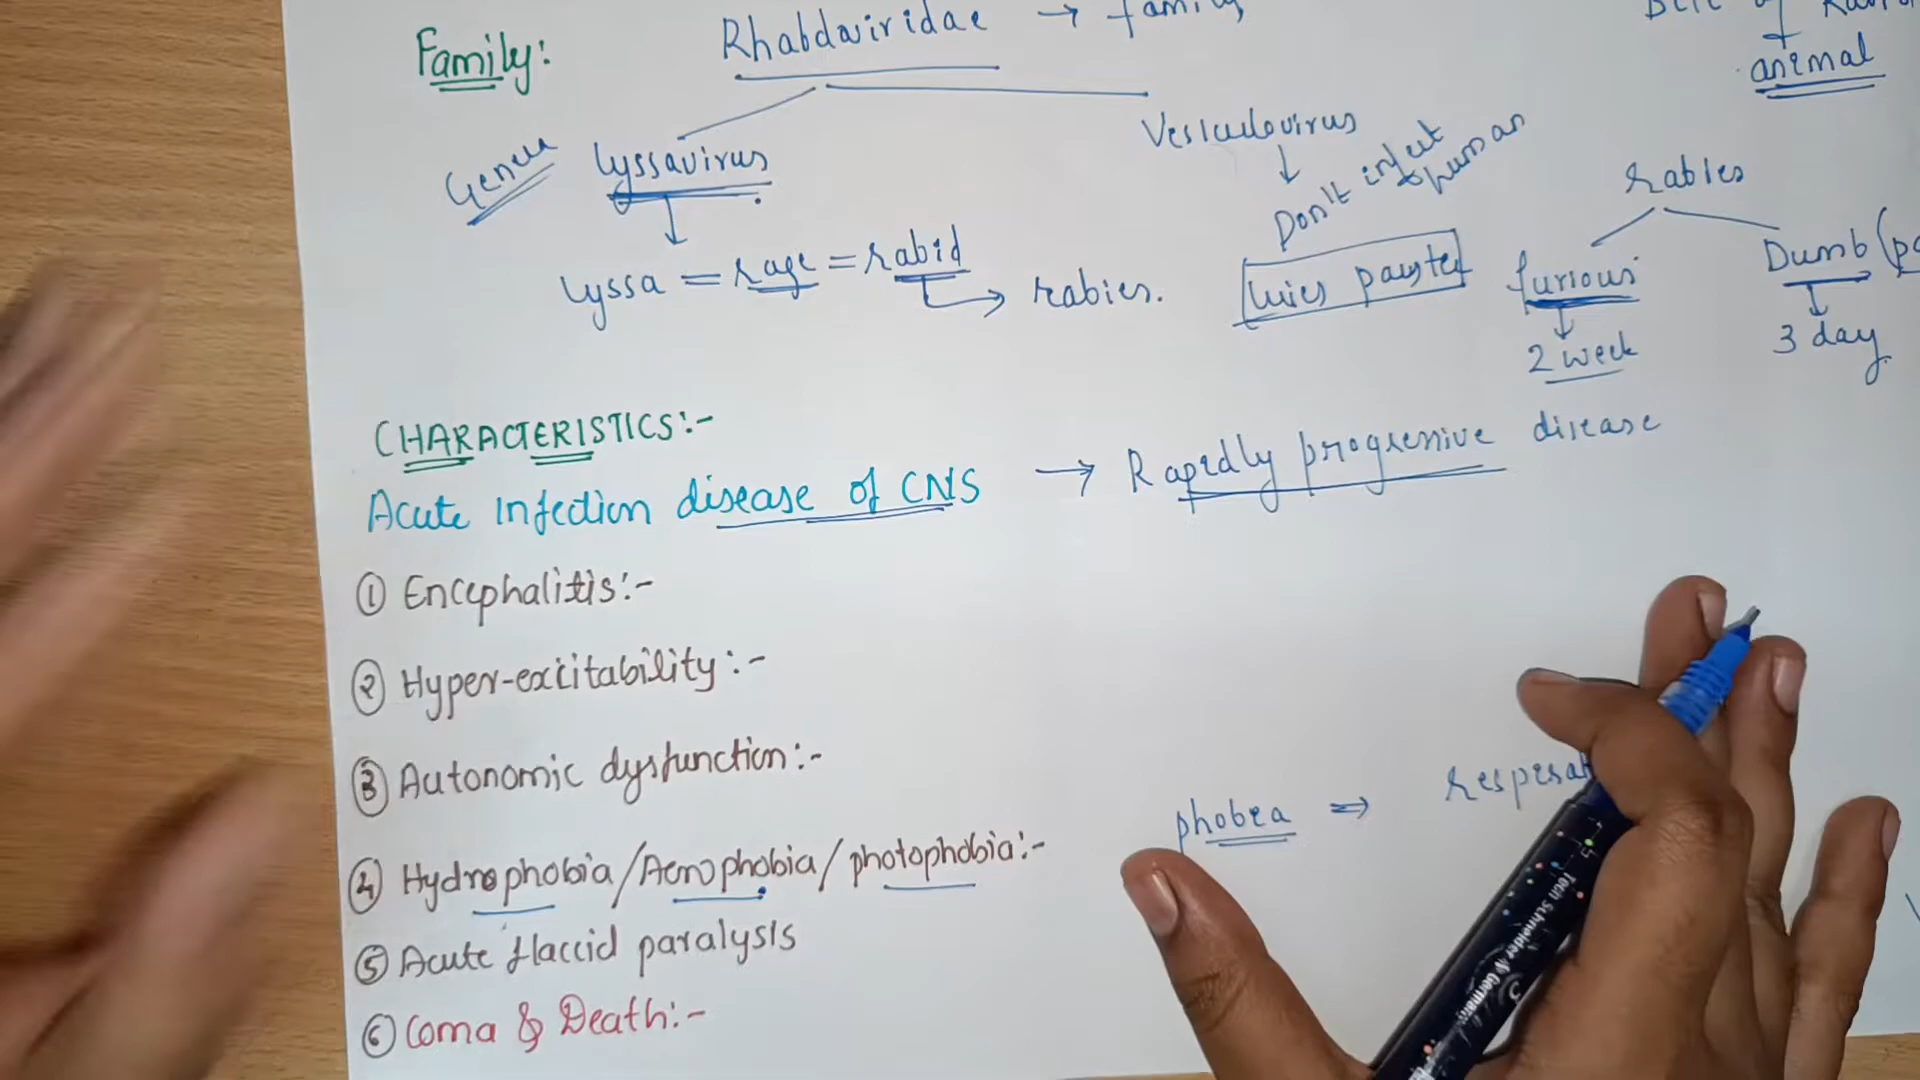 Family: Rhabdoviridae → family
animal
Genera Lyssavirus Vesiculovirus
Don't infect human
rabies
Lyssa = rage = rabid → rabies.
furious Dumb
2 week 3 day
CHARACTERISTICS:-
Acute Infection disease of CNS → Rapidly progressive disease
① Encephalitis:-
② Hyper-excitability:-
③ Autonomic dysfunction:-
phobia ⇒
④ Hydrophobia/Aerophobia/photophobia:-
⑤ Acute flaccid paralysis
⑥ Coma & Death:-